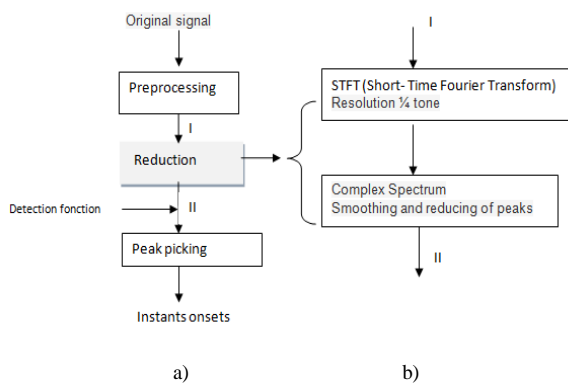 Original signal
Preprocessing
I
Reduction
Detection fonction
II
Peak picking
Instants onsets
a)
I
STFT (Short- Time Fourier Transform)
Resolution ¼ tone
Complex Spectrum
Smoothing and reducing of peaks
II
b)